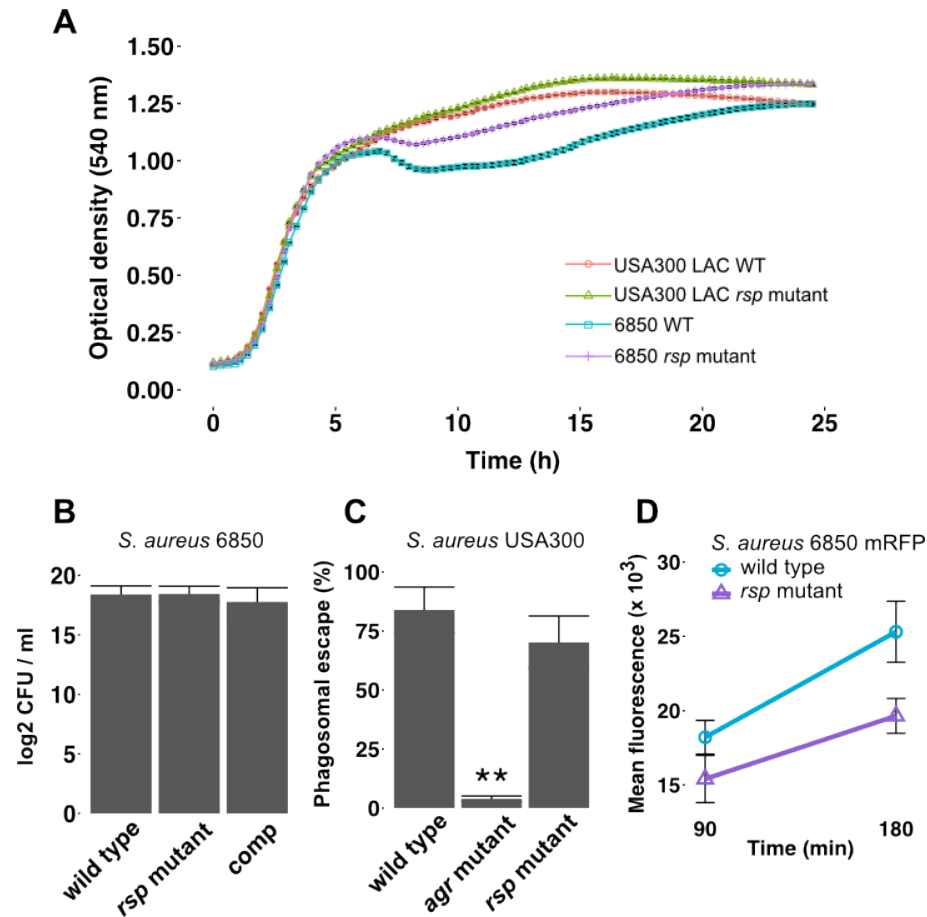 A
1.50
1.25
1.00
0.75
0.50
0.25
0.00
Optical density (540 nm)
USA300 LAC WT
USA300 LAC rsp mutant
6850 WT
6850 rsp mutant
0 5 10 15 20 25
Time (h)
B
S. aureus 6850
20
15
10
5
0
log2 CFU / ml
wild type
rsp mutant
comp
C
S. aureus USA300
100
75
50
25
0
Phagosomal escape (%)
**
wild type
agr mutant
rsp mutant
D
S. aureus 6850 mRFP
wild type
rsp mutant
30
25
20
15
Mean fluorescence (x 10³)
90 180
Time (min)